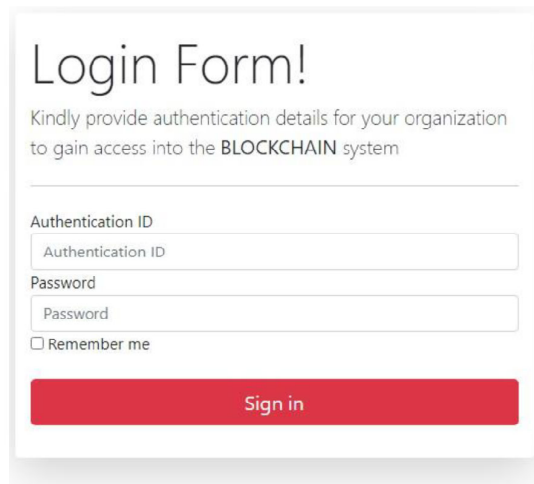 Login Form!
Kindly provide authentication details for your organization
to gain access into the BLOCKCHAIN system
Authentication ID
Authentication ID
Password
Password
Remember me
Sign in